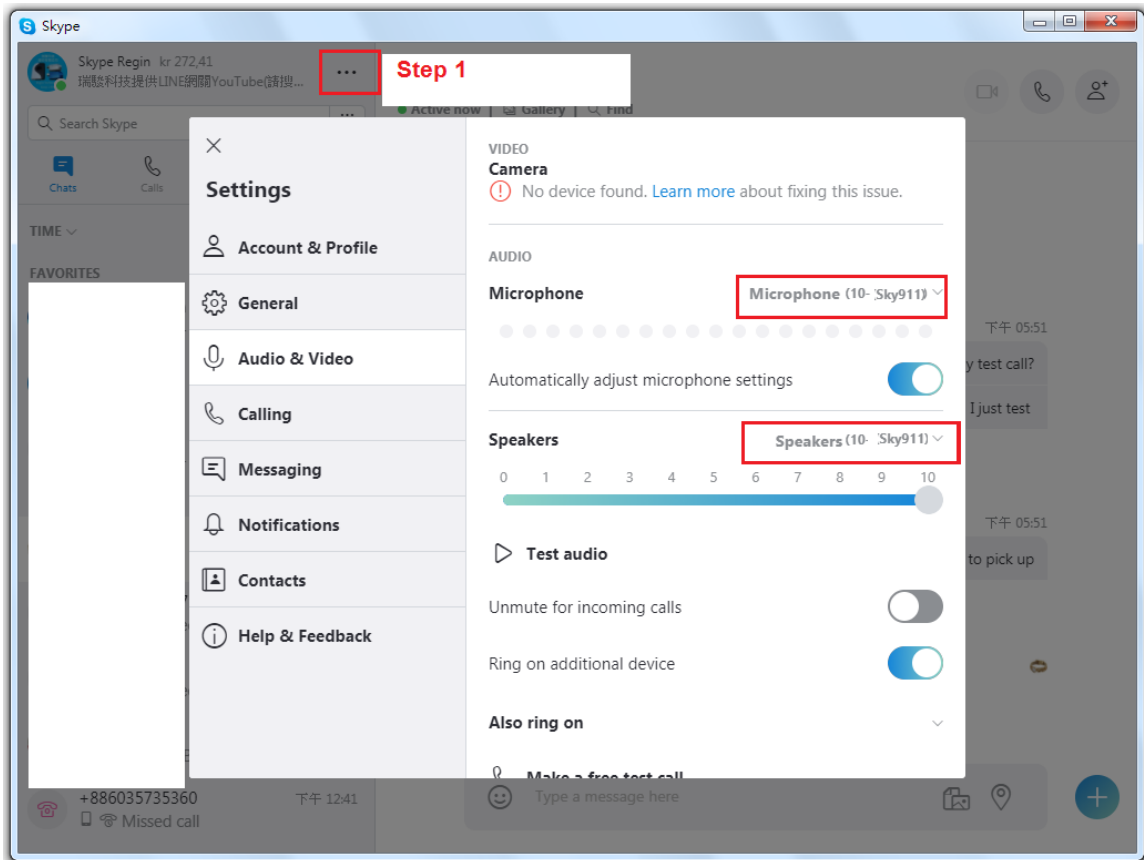 Skype
Skype Regin kr 272,41
瑞駿科技提供LINE網關YouTube(請搜...
...
Step 1
Active now | Gallery | Find
Search Skype
...
Chats
Calls
TIME
FAVORITES
Settings
Account & Profile
General
Audio & Video
Calling
Messaging
Notifications
Contacts
Help & Feedback
VIDEO
Camera
No device found. Learn more about fixing this issue.
AUDIO
Microphone
Microphone (10- Sky911)
Automatically adjust microphone settings
Speakers
Speakers (10- Sky911)
0 1 2 3 4 5 6 7 8 9 10
Test audio
Unmute for incoming calls
Ring on additional device
Also ring on
Make a free test call
下午 05:51
y test call?
I just test
下午 05:51
to pick up
+886035735360
下午 12:41
Missed call
Type a message here